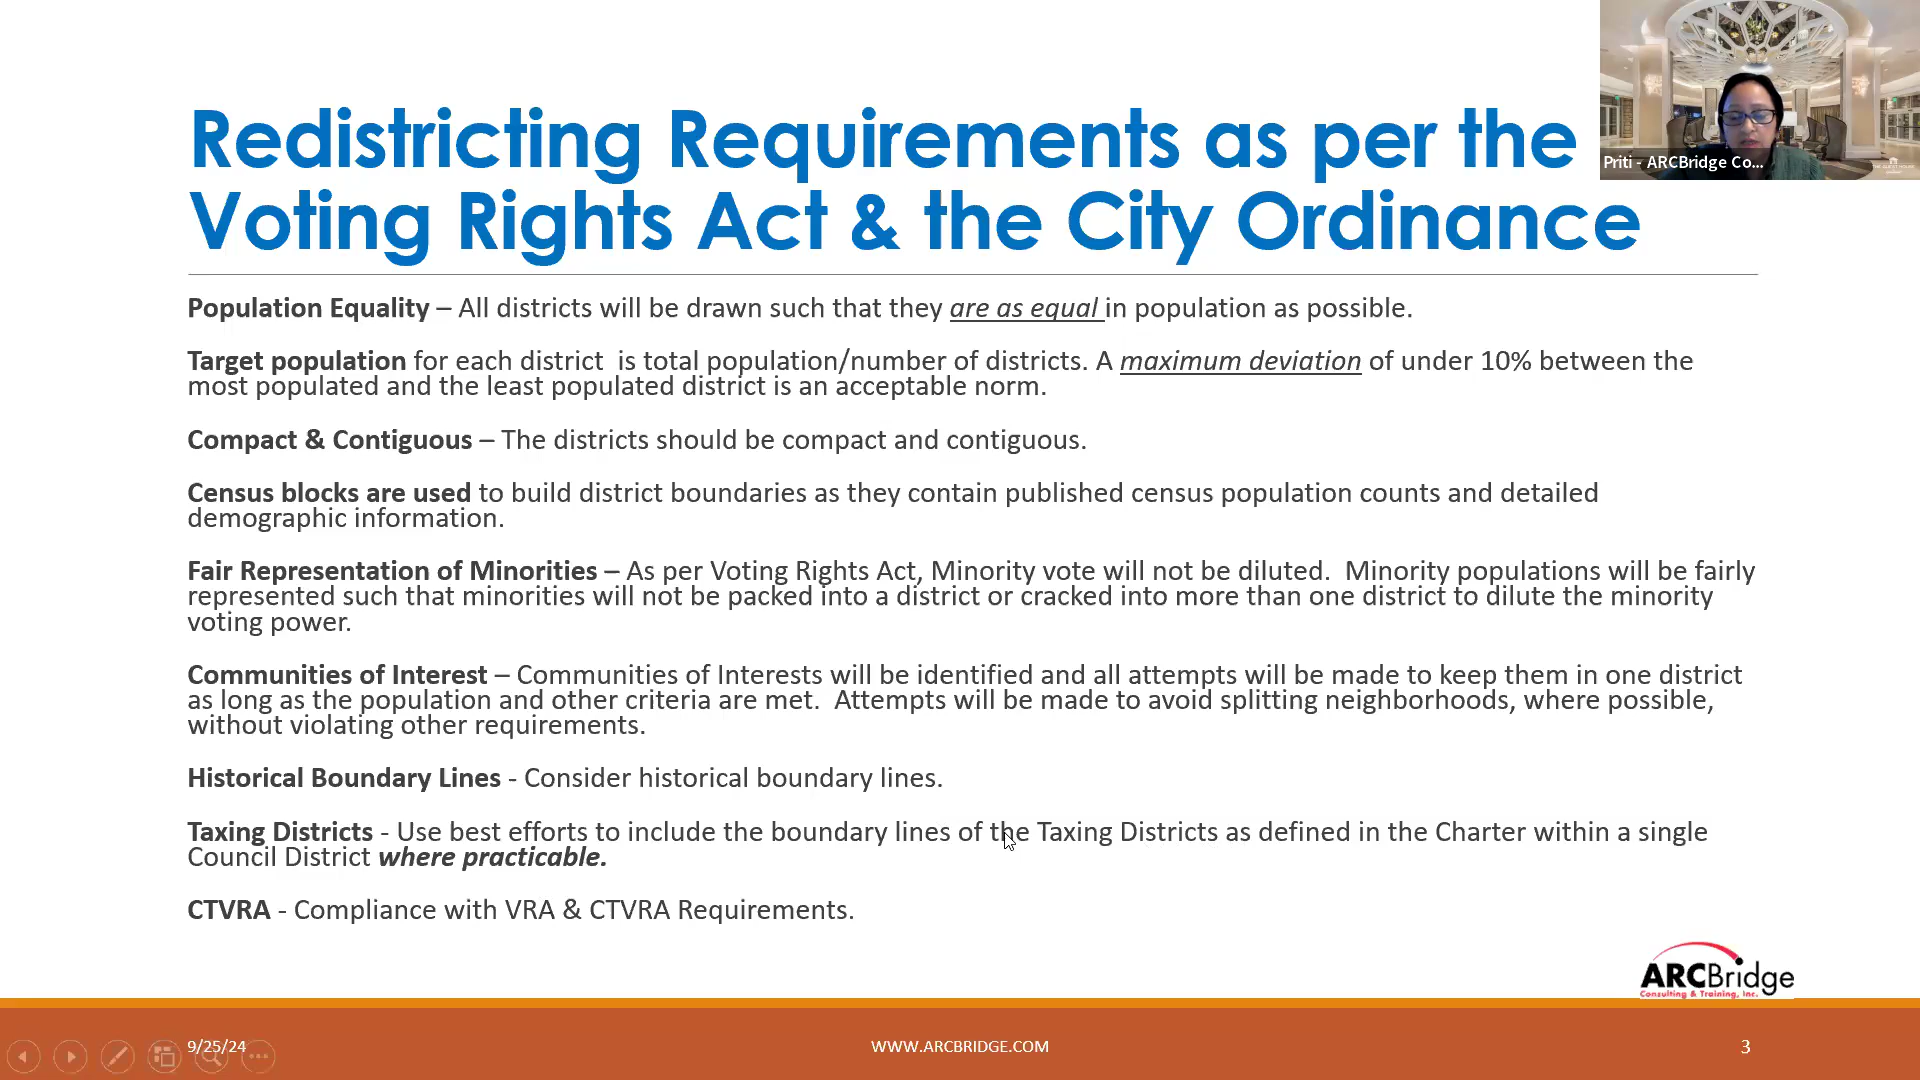 Redistricting Requirements as per the
Voting Rights Act & the City Ordinance
Priti - ARCBridge Co...
Population Equality – All districts will be drawn such that they are as equal in population as possible.
Target population for each district  is total population/number of districts. A maximum deviation of under 10% between the
most populated and the least populated district is an acceptable norm.
Compact & Contiguous – The districts should be compact and contiguous.
Census blocks are used to build district boundaries as they contain published census population counts and detailed
demographic information.
Fair Representation of Minorities – As per Voting Rights Act, Minority vote will not be diluted.  Minority populations will be fairly
represented such that minorities will not be packed into a district or cracked into more than one district to dilute the minority
voting power.
Communities of Interest – Communities of Interests will be identified and all attempts will be made to keep them in one district
as long as the population and other criteria are met.  Attempts will be made to avoid splitting neighborhoods, where possible,
without violating other requirements.
Historical Boundary Lines - Consider historical boundary lines.
Taxing Districts - Use best efforts to include the boundary lines of the Taxing Districts as defined in the Charter within a single
Council District where practicable.
CTVRA - Compliance with VRA & CTVRA Requirements.
ARCBridge
Consulting & Training, Inc.
9/25/24
WWW.ARCBRIDGE.COM
3